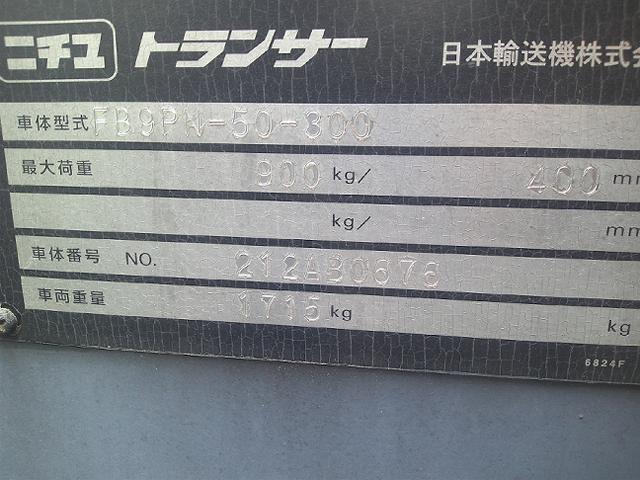 ニチユ トランサー 日本輸送機株式会
車体型式 FB9PN-50-300
最大荷重 900 kg/ 400 mm
kg/ mm
車体番号 NO. 212AB0676
車両重量 1715 kg kg
6824F